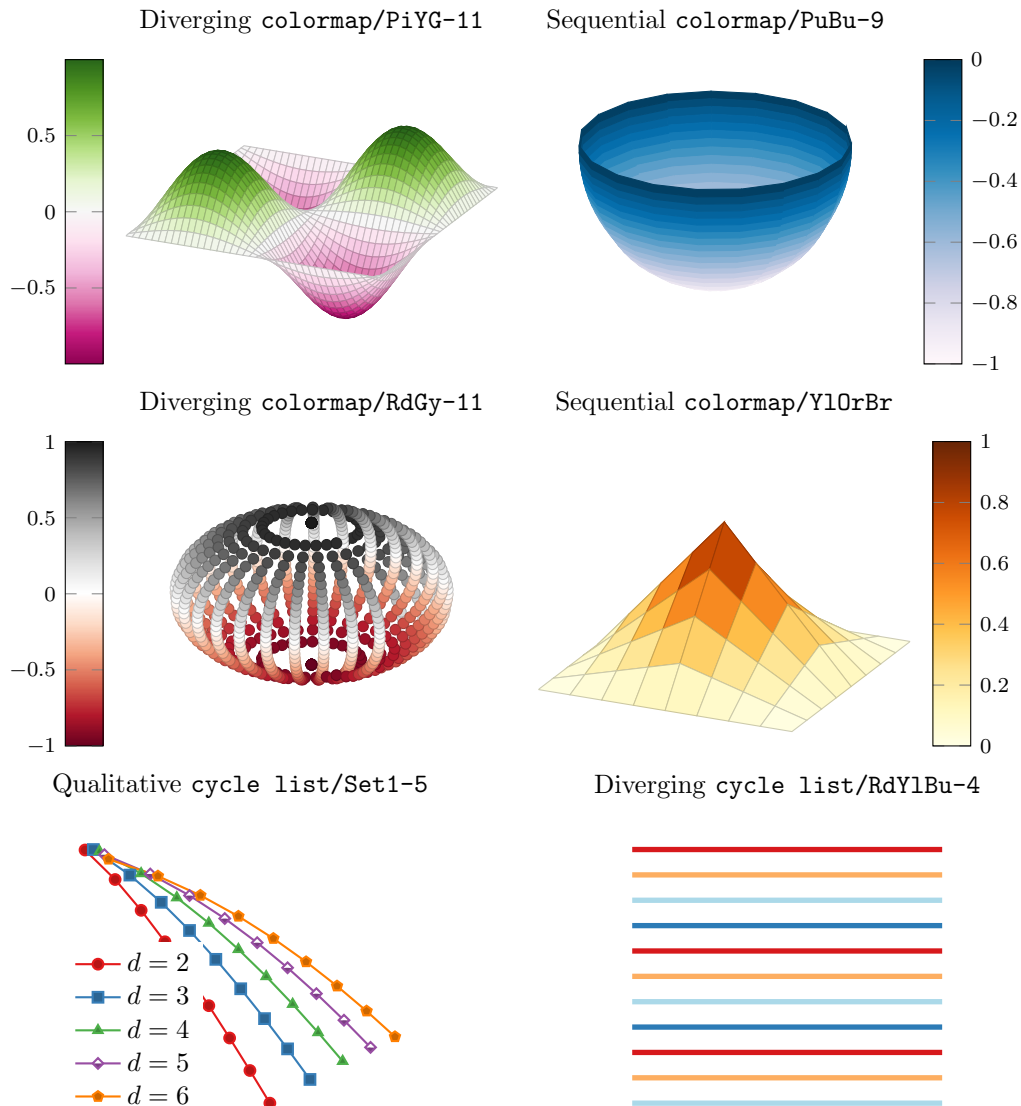 Diverging colormap/PiYG-11
Sequential colormap/PuBu-9
0.5
0
−0.5
0
−0.2
−0.4
−0.6
−0.8
−1
Diverging colormap/RdGy-11
Sequential colormap/YlOrBr
1
0.5
0
−0.5
−1
1
0.8
0.6
0.4
0.2
0
Qualitative cycle list/Set1-5
Diverging cycle list/RdYlBu-4
d = 2
d = 3
d = 4
d = 5
d = 6